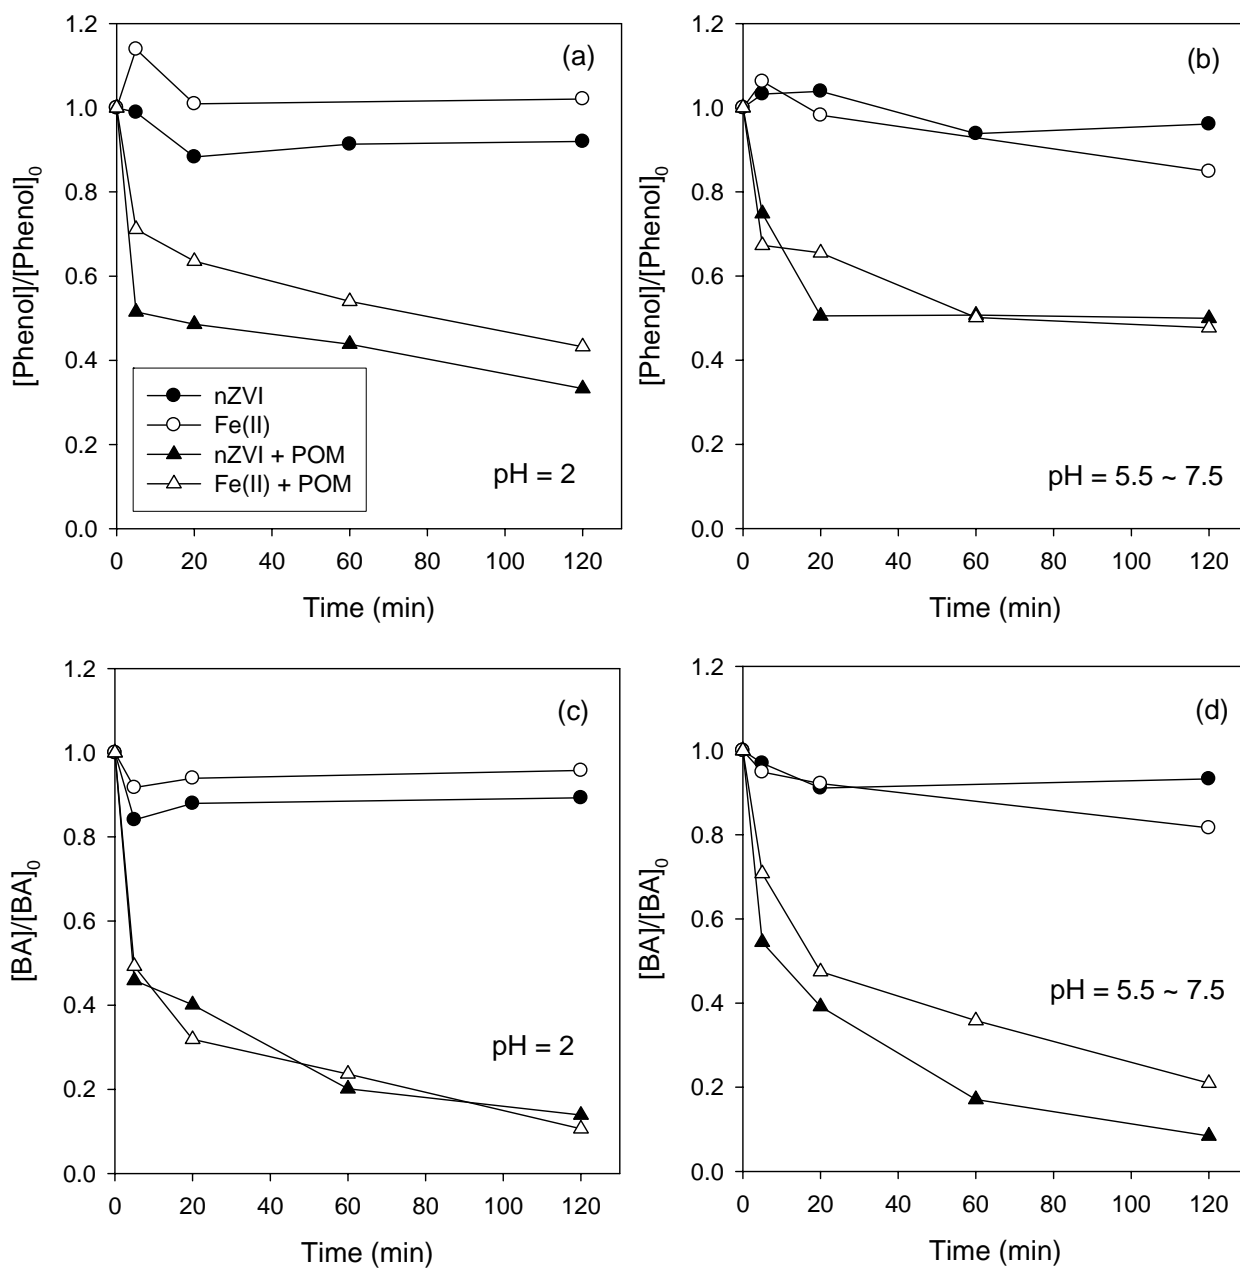 1.2
1.0
0.8
0.6
0.4
0.2
0.0
[Phenol]/[Phenol]0
(a)
nZVI
Fe(II)
nZVI + POM
Fe(II) + POM
pH = 2
0 20 40 60 80 100 120
Time (min)
1.2
1.0
0.8
0.6
0.4
0.2
0.0
[Phenol]/[Phenol]0
(b)
pH = 5.5 ~ 7.5
0 20 40 60 80 100 120
Time (min)
1.2
1.0
0.8
0.6
0.4
0.2
0.0
[BA]/[BA]0
(c)
pH = 2
0 20 40 60 80 100 120
Time (min)
1.2
1.0
0.8
0.6
0.4
0.2
0.0
[BA]/[BA]0
(d)
pH = 5.5 ~ 7.5
0 20 40 60 80 100 120
Time (min)